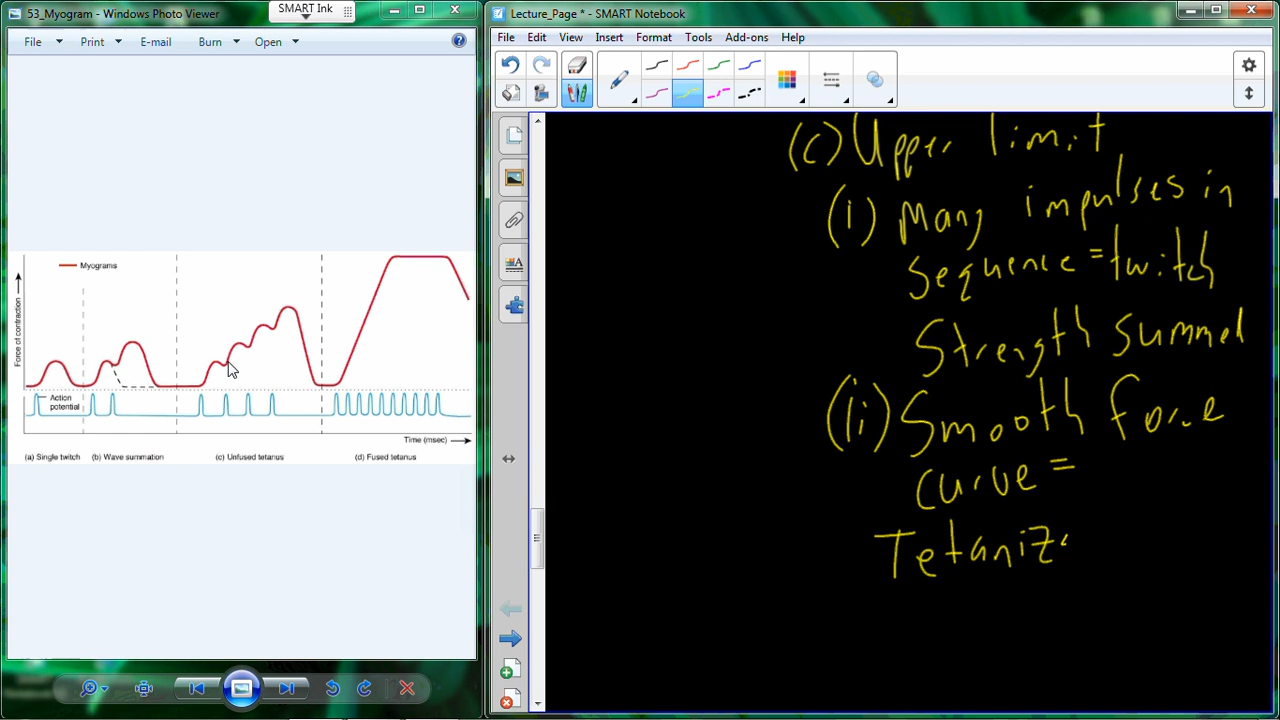 53_Myogram - Windows Photo Viewer
SMART Ink
File Print E-mail Burn Open
Myograms
Force of contraction
Action
potential
Time (msec)
(a) Single twitch (b) Wave summation (c) Unfused tetanus (d) Fused tetanus
Lecture_Page * - SMART Notebook
File Edit View Insert Format Tools Add-ons Help
(c) Upper limit
(i) Many impulses in
sequence = twitch
Strength summed
(ii) Smooth force
curve =
Tetaniz